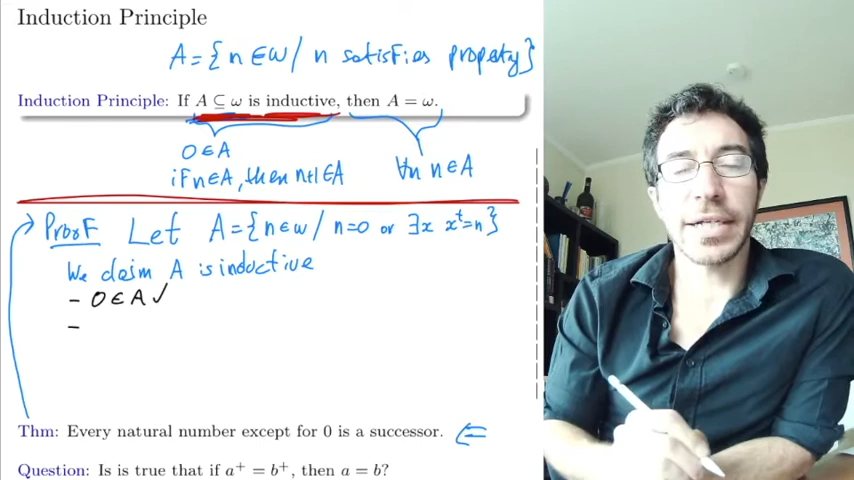 Induction Principle
A = {n ∈ ω / n satisfies property}
Induction Principle: If A ⊆ ω is inductive, then A = ω.
0 ∈ A
if n ∈ A, then n+1 ∈ A
∀n n ∈ A
Proof Let A = {n ∈ ω / n = 0 or ∃x x⁺ = n}
We claim A is inductive
- 0 ∈ A ✓
-
Thm: Every natural number except for 0 is a successor. ⇐
Question: Is is true that if a⁺ = b⁺, then a = b?